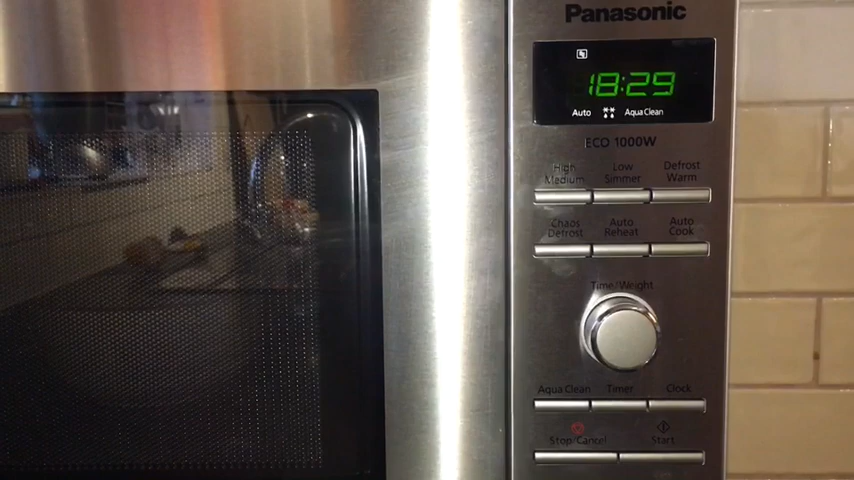 Panasonic
18:29
Auto Aqua Clean
ECO 1000W
High Medium
Low Simmer
Defrost Warm
Chaos Defrost
Auto Reheat
Auto Cook
Time/Weight
Aqua Clean Timer Clock
Stop/Cancel Start